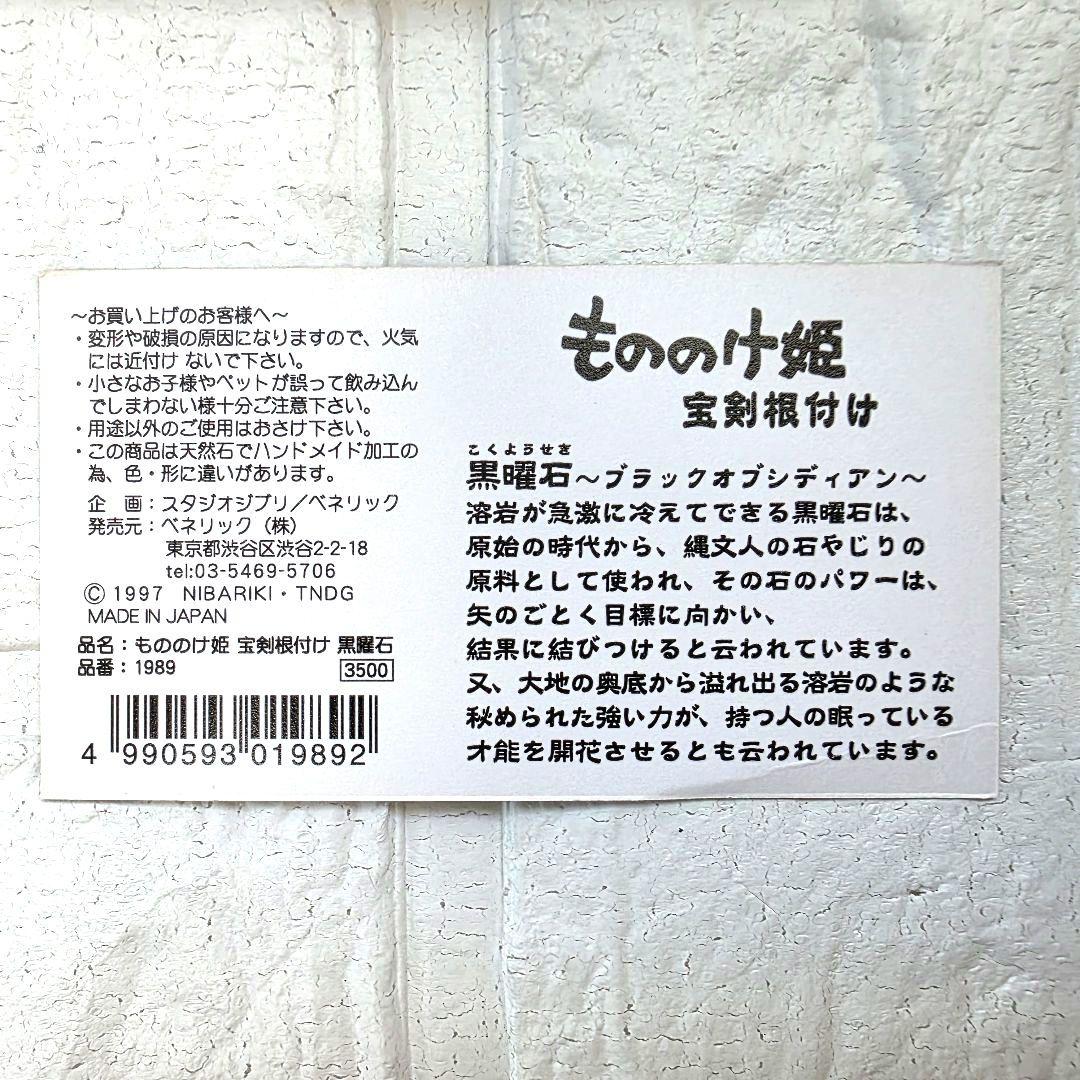 ～お買い上げのお客様へ～
・変形や破損の原因になりますので、火気
には近付け ないで下さい。
・小さなお子様やペットが誤って飲み込ん
でしまわない様十分ご注意下さい。
・用途以外のご使用はおさけ下さい。
・この商品は天然石でハンドメイド加工の
為、色・形に違いがあります。
企　画：スタジオジブリ／ベネリック
発売元：ベネリック（株）
東京都渋谷区渋谷2-2-18
tel:03-5469-5706
Ⓒ 1997 NIBARIKI・TNDG
MADE IN JAPAN
品名：もののけ姫 宝剣根付け 黒曜石
品番：1989
3500
4 990593 019892
もののけ姫
宝剣根付け
こくようせき
黒曜石～ブラックオブシディアン～
溶岩が急激に冷えてできる黒曜石は、
原始の時代から、縄文人の石やじりの
原料として使われ、その石のパワーは、
矢のごとく目標に向かい、
結果に結びつけると云われています。
又、大地の奥底から溢れ出る溶岩のような
秘められた強い力が、持つ人の眠っている
才能を開花させるとも云われています。